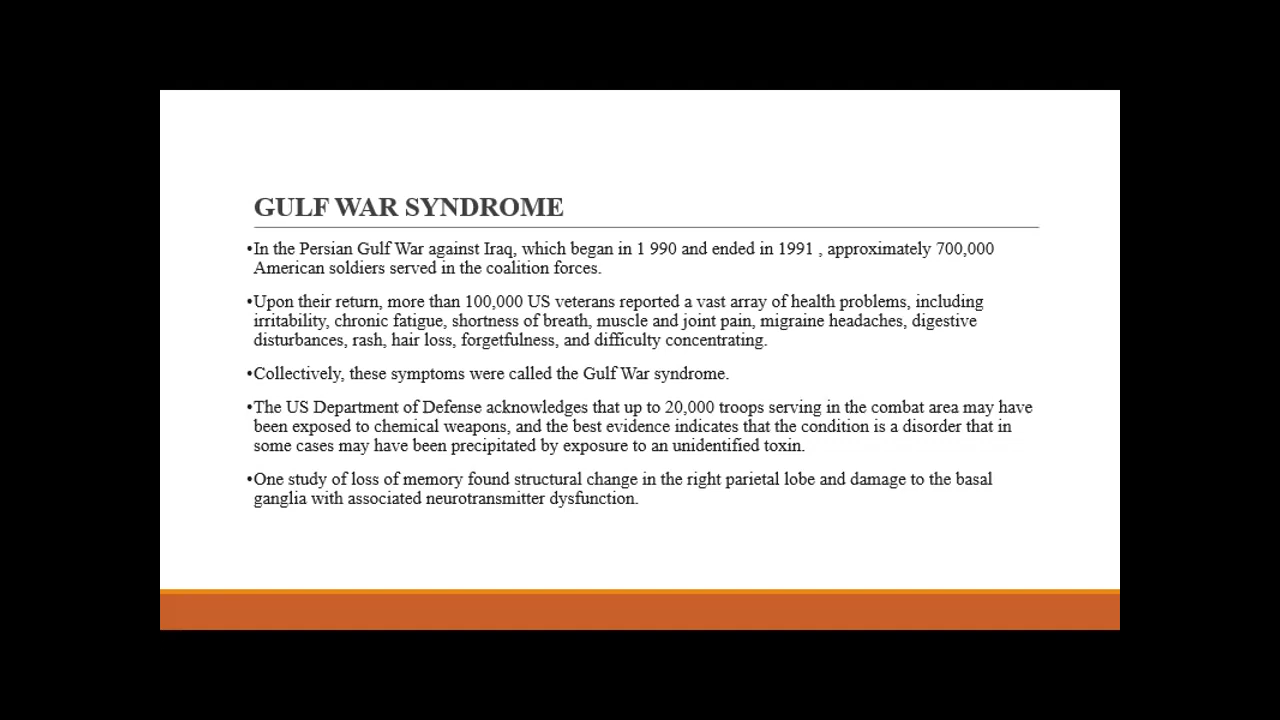 GULF WAR SYNDROME
•In the Persian Gulf War against Iraq, which began in 1 990 and ended in 1991 , approximately 700,000
American soldiers served in the coalition forces.
•Upon their return, more than 100,000 US veterans reported a vast array of health problems, including
irritability, chronic fatigue, shortness of breath, muscle and joint pain, migraine headaches, digestive
disturbances, rash, hair loss, forgetfulness, and difficulty concentrating.
•Collectively, these symptoms were called the Gulf War syndrome.
•The US Department of Defense acknowledges that up to 20,000 troops serving in the combat area may have
been exposed to chemical weapons, and the best evidence indicates that the condition is a disorder that in
some cases may have been precipitated by exposure to an unidentified toxin.
•One study of loss of memory found structural change in the right parietal lobe and damage to the basal
ganglia with associated neurotransmitter dysfunction.